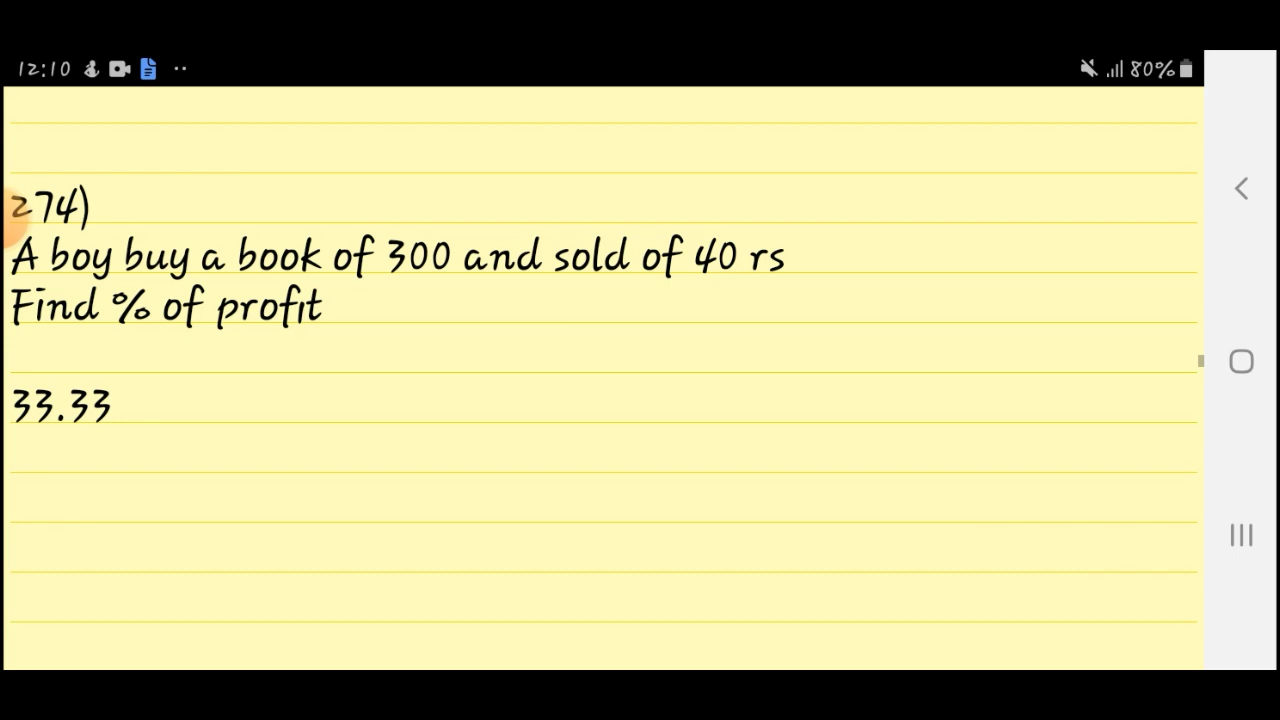 12:10 80%
274)
A boy buy a book of 300 and sold of 40 rs
Find % of profit
33.33